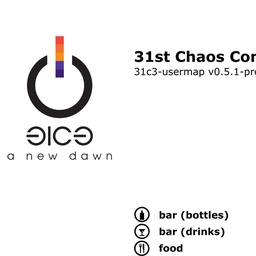 31st Chaos Con
31c3-usermap v0.5.1-pre
a new dawn
bar (bottles)
bar (drinks)
food